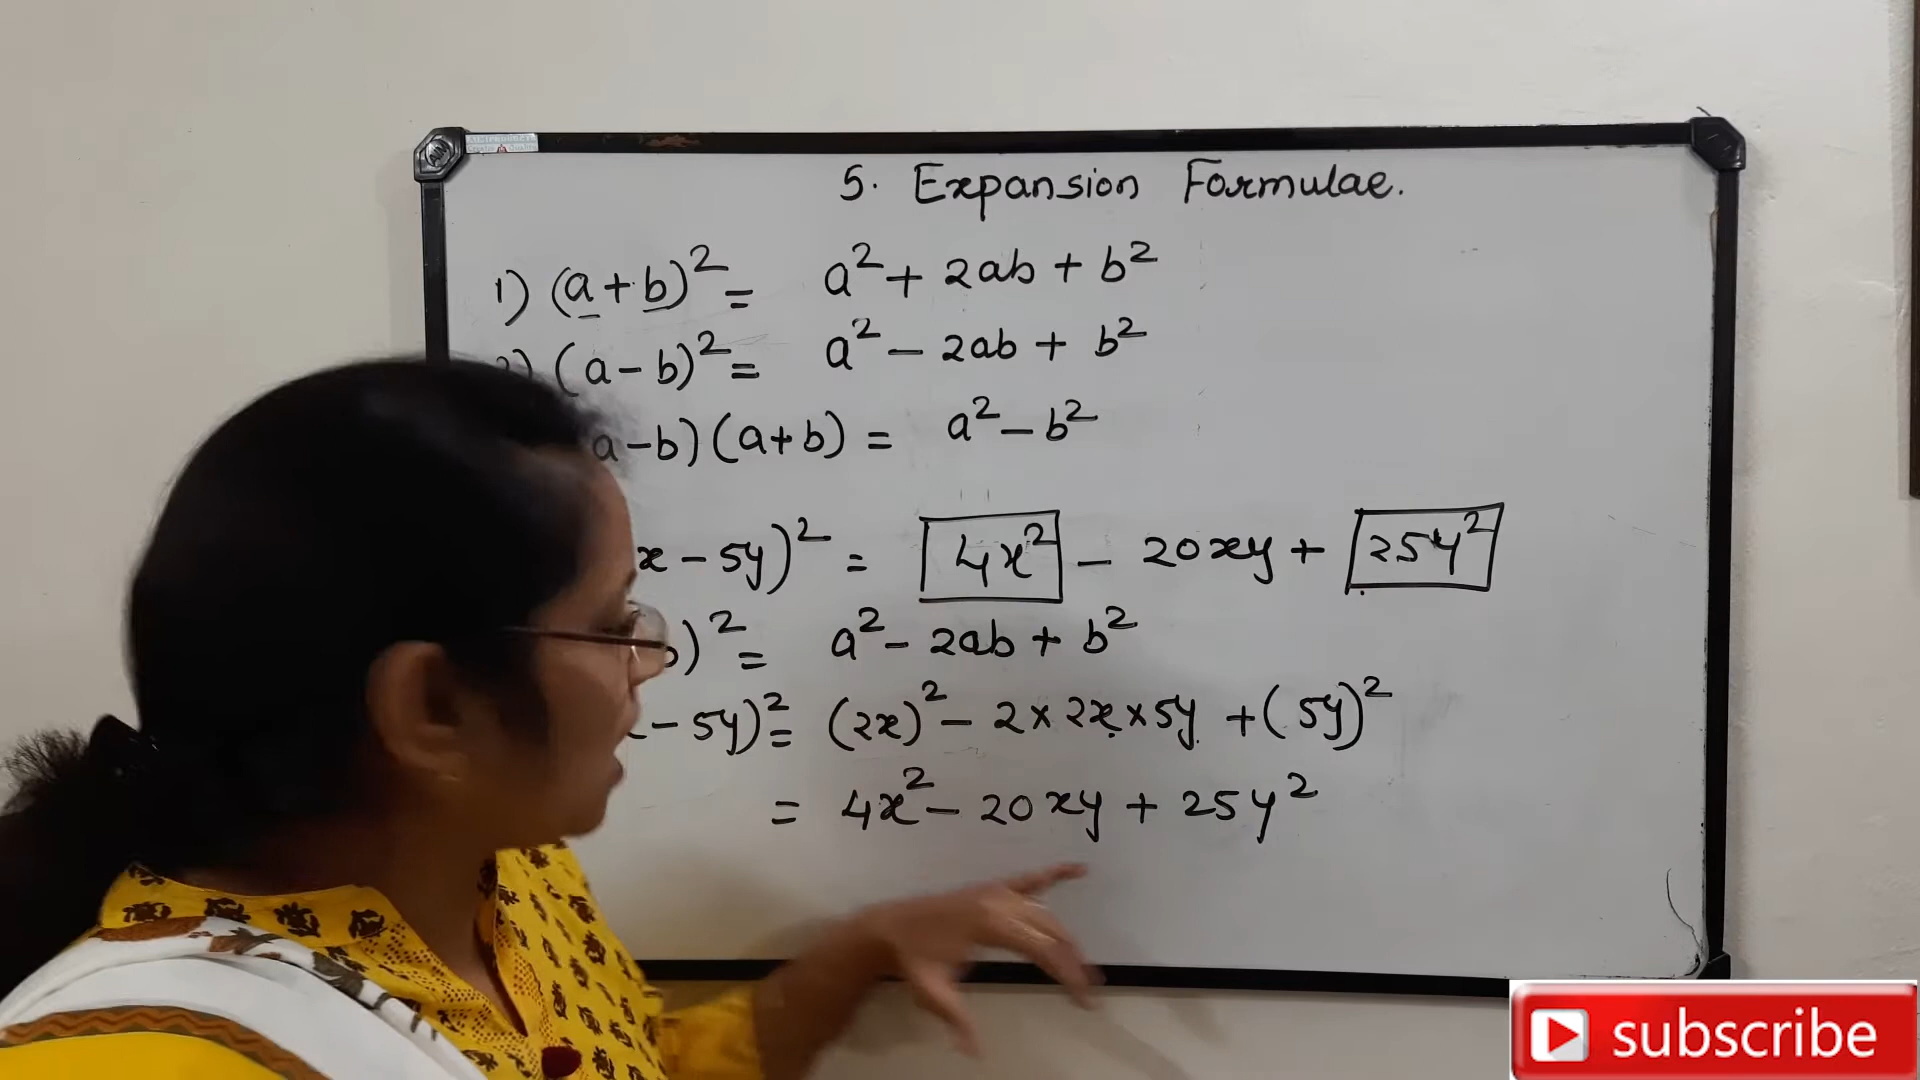 5. Expansion Formulae.
1) (a+b)² = a² + 2ab + b²
) (a-b)² = a² - 2ab + b²
a-b) (a+b) = a² - b²
x - 5y)² = 4x² - 20xy + 25y²
)² = a² - 2ab + b²
- 5y)² = (2x)² - 2 × 2x × 5y + (5y)²
= 4x² - 20xy + 25y²
subscribe